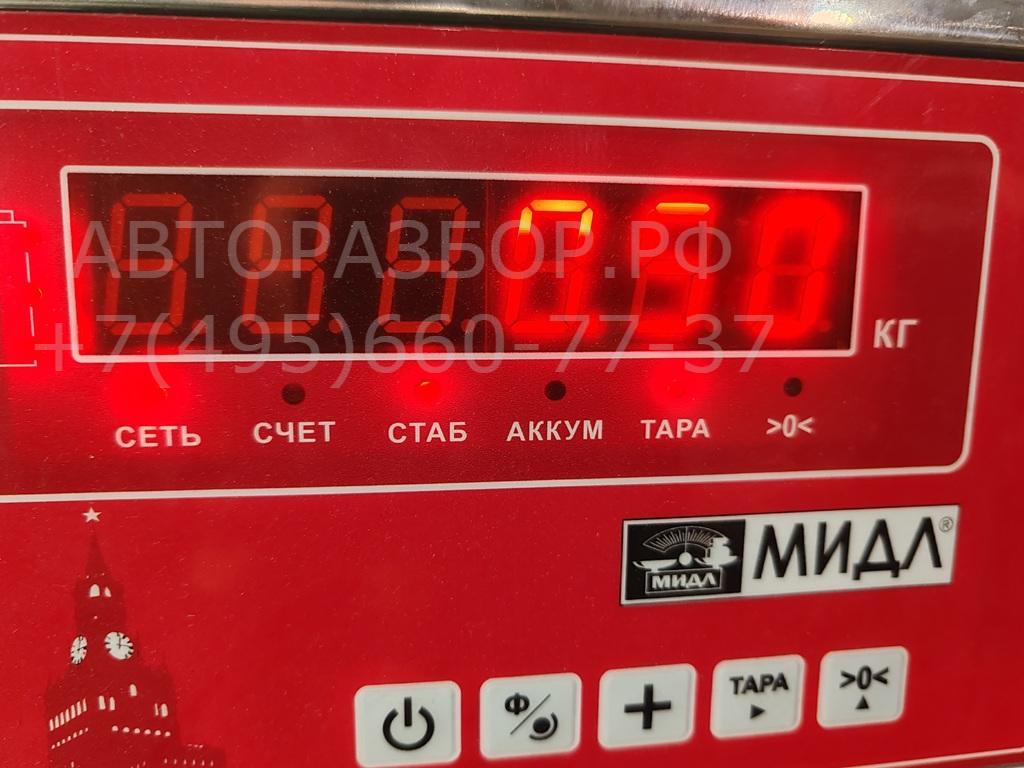 АВТОРАЗБОР.РФ
+7(495)660-77-37
КГ
СЕТЬ СЧЕТ СТАБ АККУМ ТАРА >0<
МИДЛ МИДЛ®
Ф ТАРА >0<